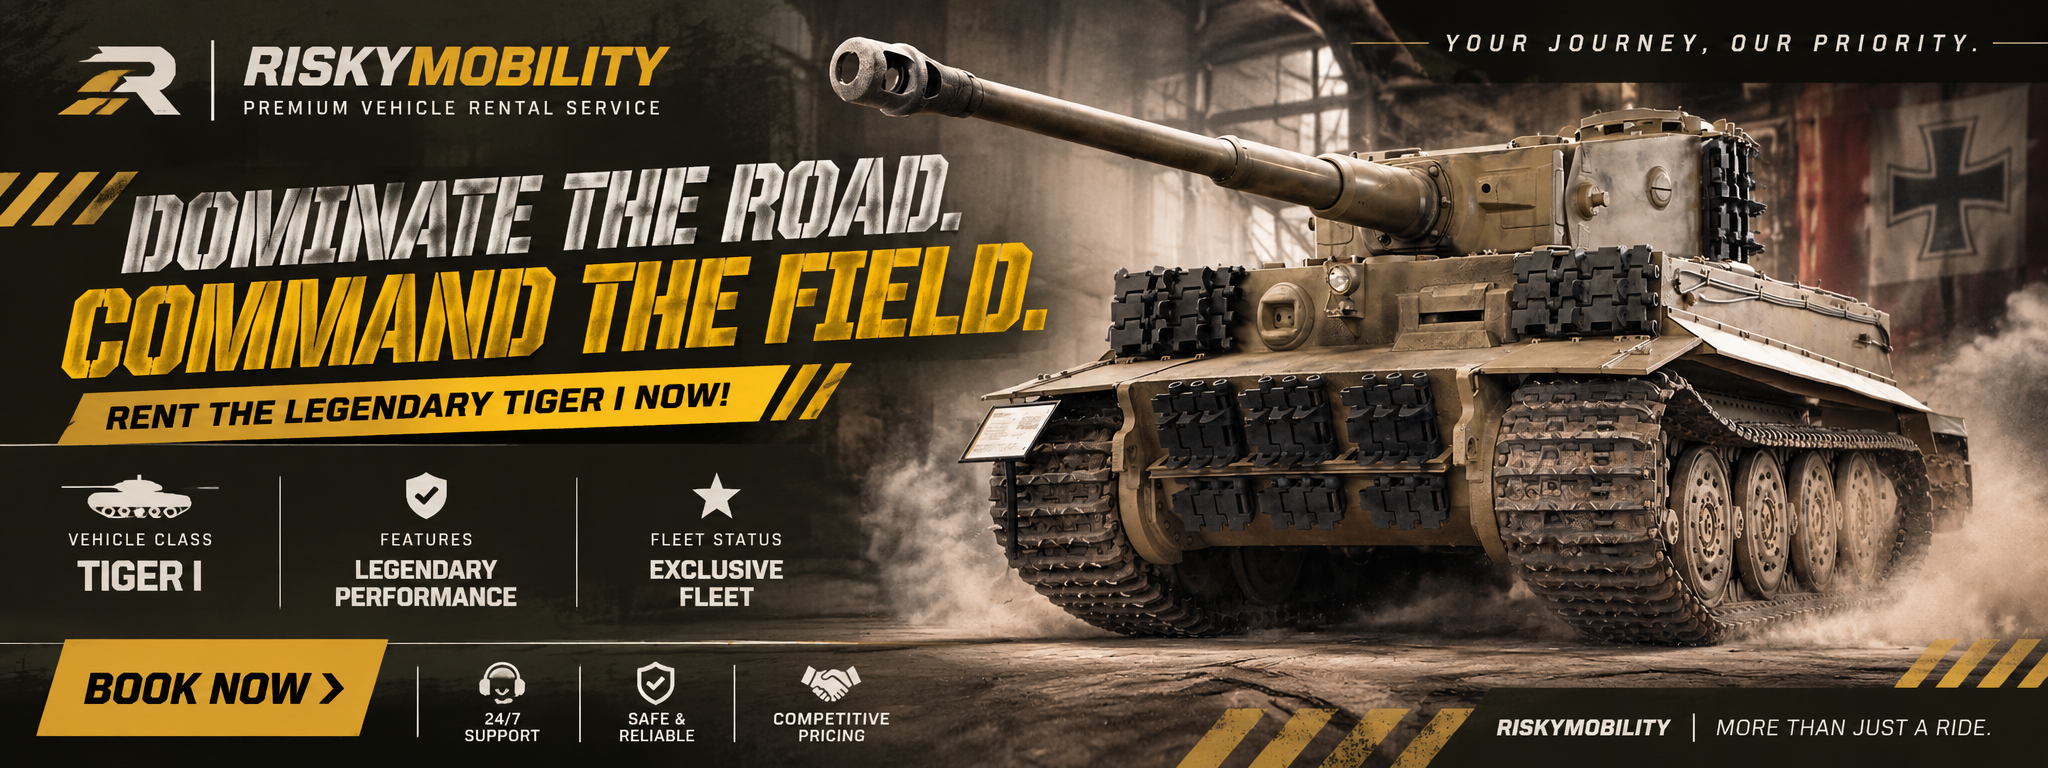 RISKYMOBILITY
PREMIUM VEHICLE RENTAL SERVICE
YOUR JOURNEY, OUR PRIORITY.
DOMINATE THE ROAD.
COMMAND THE FIELD.
RENT THE LEGENDARY TIGER I NOW!
VEHICLE CLASS
TIGER I
FEATURES
LEGENDARY
PERFORMANCE
FLEET STATUS
EXCLUSIVE
FLEET
BOOK NOW >
24/7
SUPPORT
SAFE &
RELIABLE
COMPETITIVE
PRICING
RISKYMOBILITY | MORE THAN JUST A RIDE.